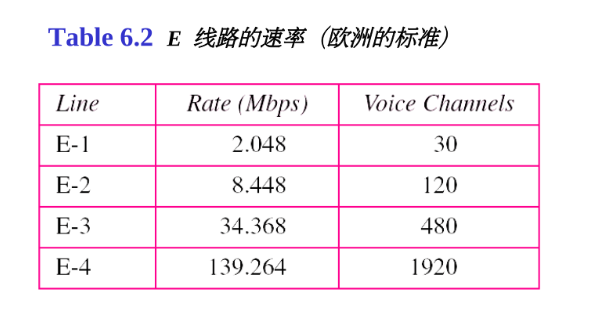 Table 6.2 E 线路的速率（欧洲的标准）
Line Rate (Mbps) Voice Channels
E-1 2.048 30
E-2 8.448 120
E-3 34.368 480
E-4 139.264 1920